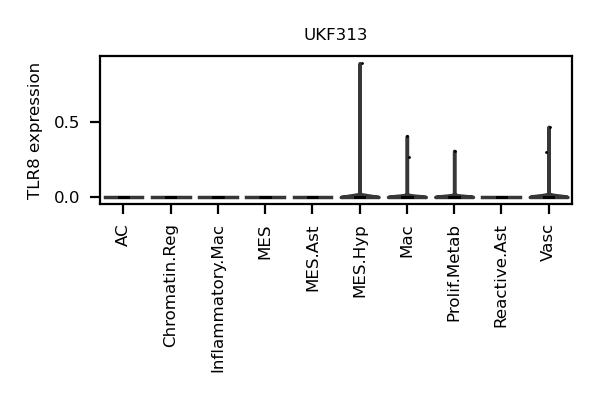 UKF313
TLR8 expression
0.5
0.0
AC
Chromatin.Reg
Inflammatory.Mac
MES
MES.Ast
MES.Hyp
Mac
Prolif.Metab
Reactive.Ast
Vasc